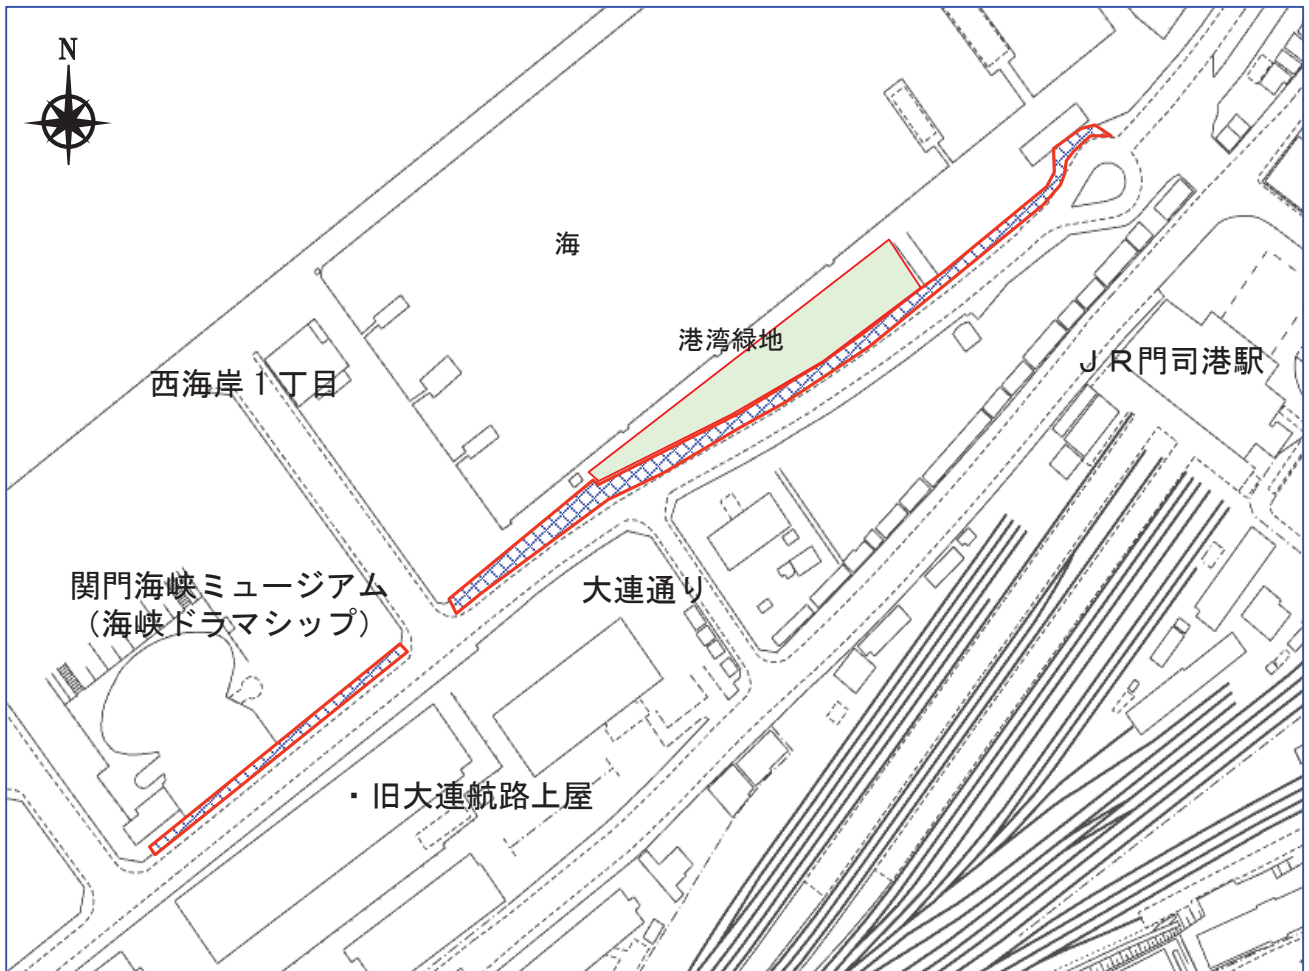 N
海
港湾緑地
JR門司港駅
西海岸1丁目
関門海峡ミュージアム
(海峡ドラマシップ)
大連通り
・旧大連航路上屋